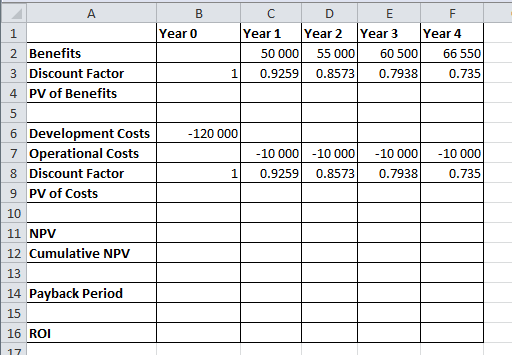 A B C D E F
1 Year 0 Year 1 Year 2 Year 3 Year 4
2 Benefits 50 000 55 000 60 500 66 550
3 Discount Factor 1 0.9259 0.8573 0.7938 0.735
4 PV of Benefits
5
6 Development Costs -120 000
7 Operational Costs -10 000 -10 000 -10 000 -10 000
8 Discount Factor 1 0.9259 0.8573 0.7938 0.735
9 PV of Costs
10
11 NPV
12 Cumulative NPV
13
14 Payback Period
15
16 ROI
17